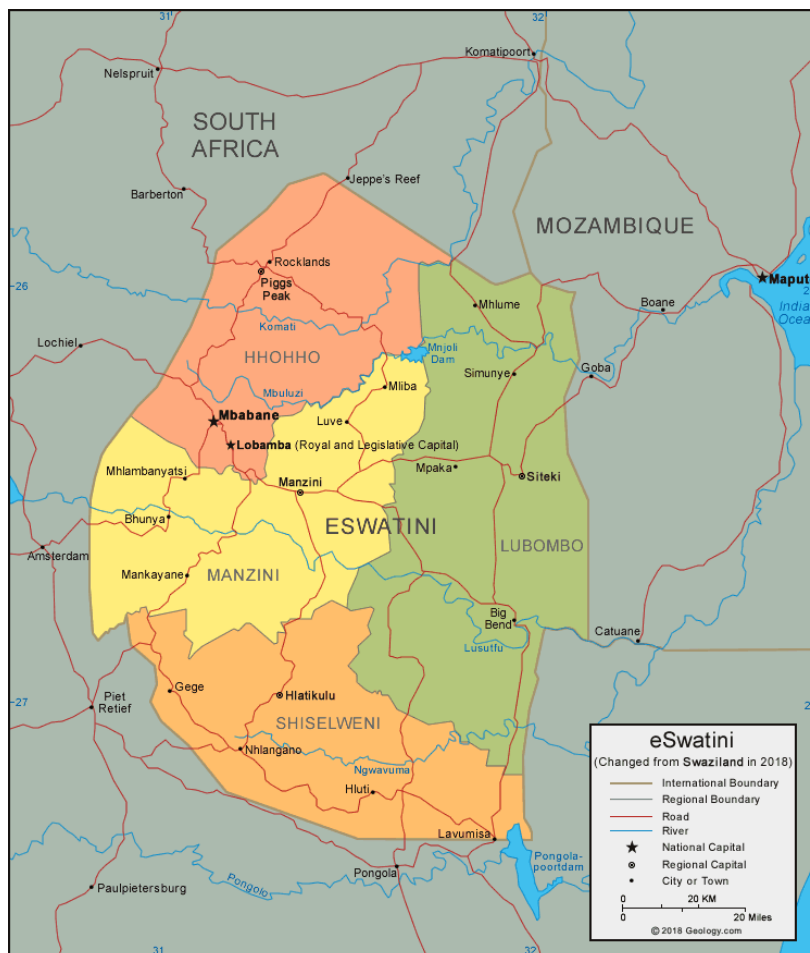 31
32
Komatipoort
Nelspruit
SOUTH
AFRICA
Jeppe's Reef
Barberton
MOZAMBIQUE
Rocklands
Piggs
Peak
Maput
26
2
Mhlume
Boane
India
Ocea
Komati
Lochiel
HHOHHO
Mnjoli
Dam
Simunye
Goba
Mliba
Mbuluzi
Mbabane
Luve
Lobamba (Royal and Legislative Capital)
Mhlambanyatsi
Manzini
Mpaka
Siteki
Bhunya
ESWATINI
LUBOMBO
Amsterdam
Mankayane
MANZINI
Big
Bend
Catuane
Lusutfu
Gege
Hlatikulu
27
2
Piet
Retief
SHISELWENI
Nhlangano
Ngwavuma
Hluti
Lavumisa
Pongola
Pongola-
poortdam
Pongolo
Paulpietersburg
31
32
eSwatini
(Changed from Swaziland in 2018)
International Boundary
Regional Boundary
Road
River
National Capital
Regional Capital
City or Town
0 20 KM
0 20 Miles
© 2018 Geology.com